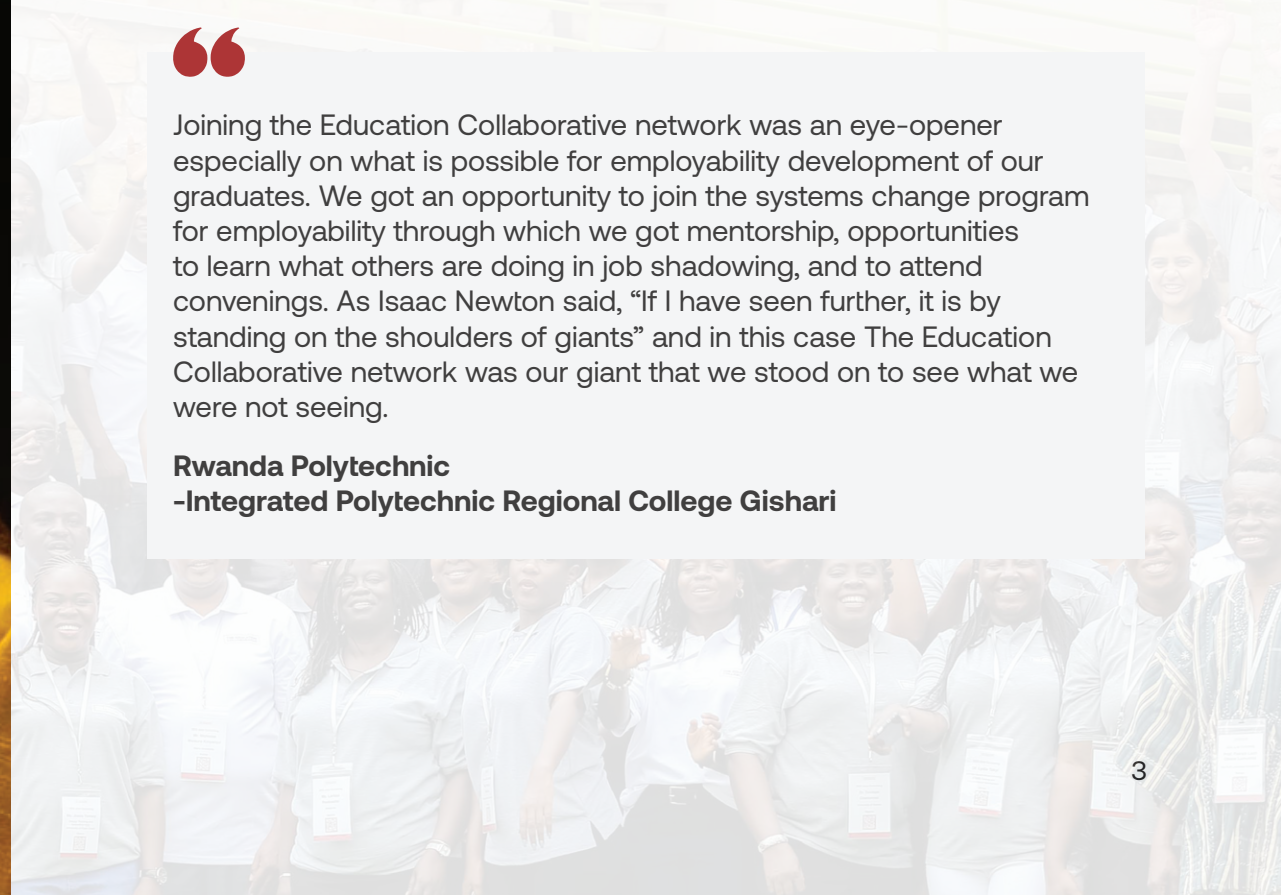 Joining the Education Collaborative network was an eye-opener
especially on what is possible for employability development of our
graduates. We got an opportunity to join the systems change program
for employability through which we got mentorship, opportunities
to learn what others are doing in job shadowing, and to attend
convenings. As Isaac Newton said, “If I have seen further, it is by
standing on the shoulders of giants” and in this case The Education
Collaborative network was our giant that we stood on to see what we
were not seeing.
Rwanda Polytechnic
-Integrated Polytechnic Regional College Gishari
3